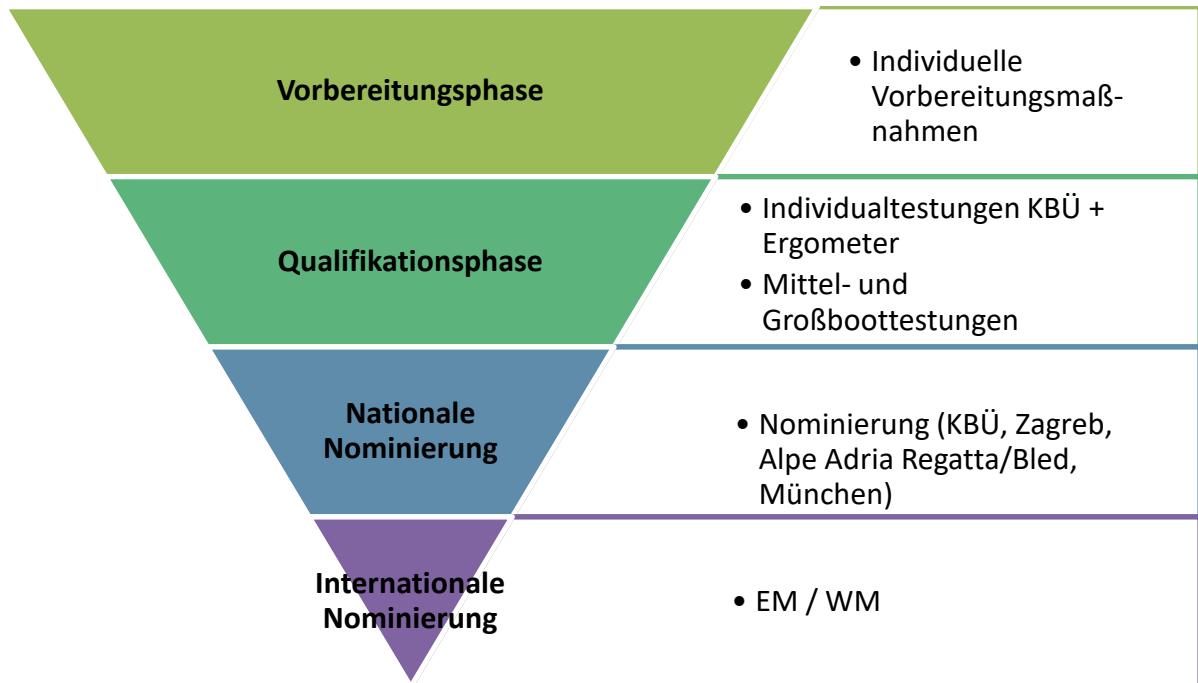 Vorbereitungsphase
• Individuelle
Vorbereitungsmaß-
nahmen
Qualifikationsphase
• Individualtestungen KBÜ +
Ergometer
• Mittel- und
Großboottestungen
Nationale
Nominierung
• Nominierung (KBÜ, Zagreb,
Alpe Adria Regatta/Bled,
München)
Internationale
Nominierung
• EM / WM